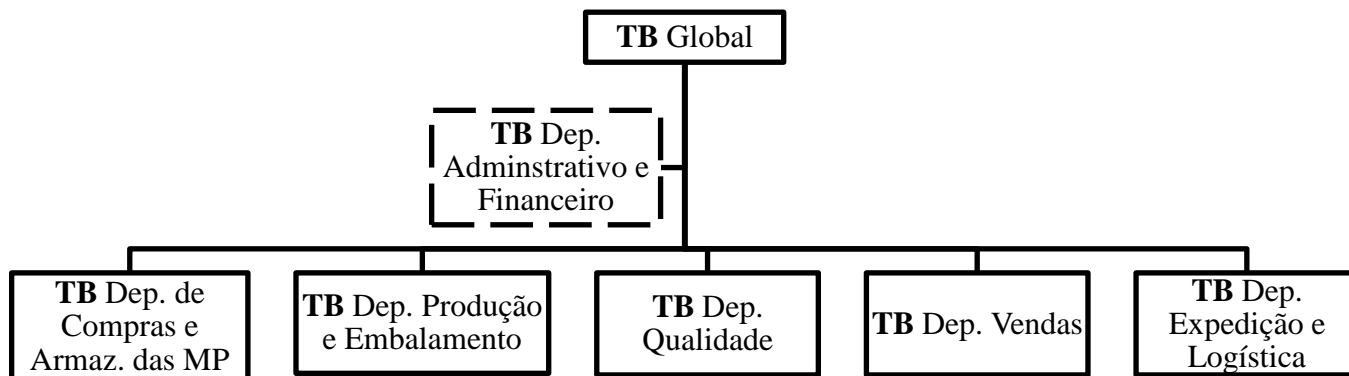 TB Global
TB Dep.
Adminstrativo e
Financeiro
TB Dep. de
Compras e
Armaz. das MP
TB Dep. Produção
e Embalamento
TB Dep.
Qualidade
TB Dep. Vendas
TB Dep.
Expedição e
Logística